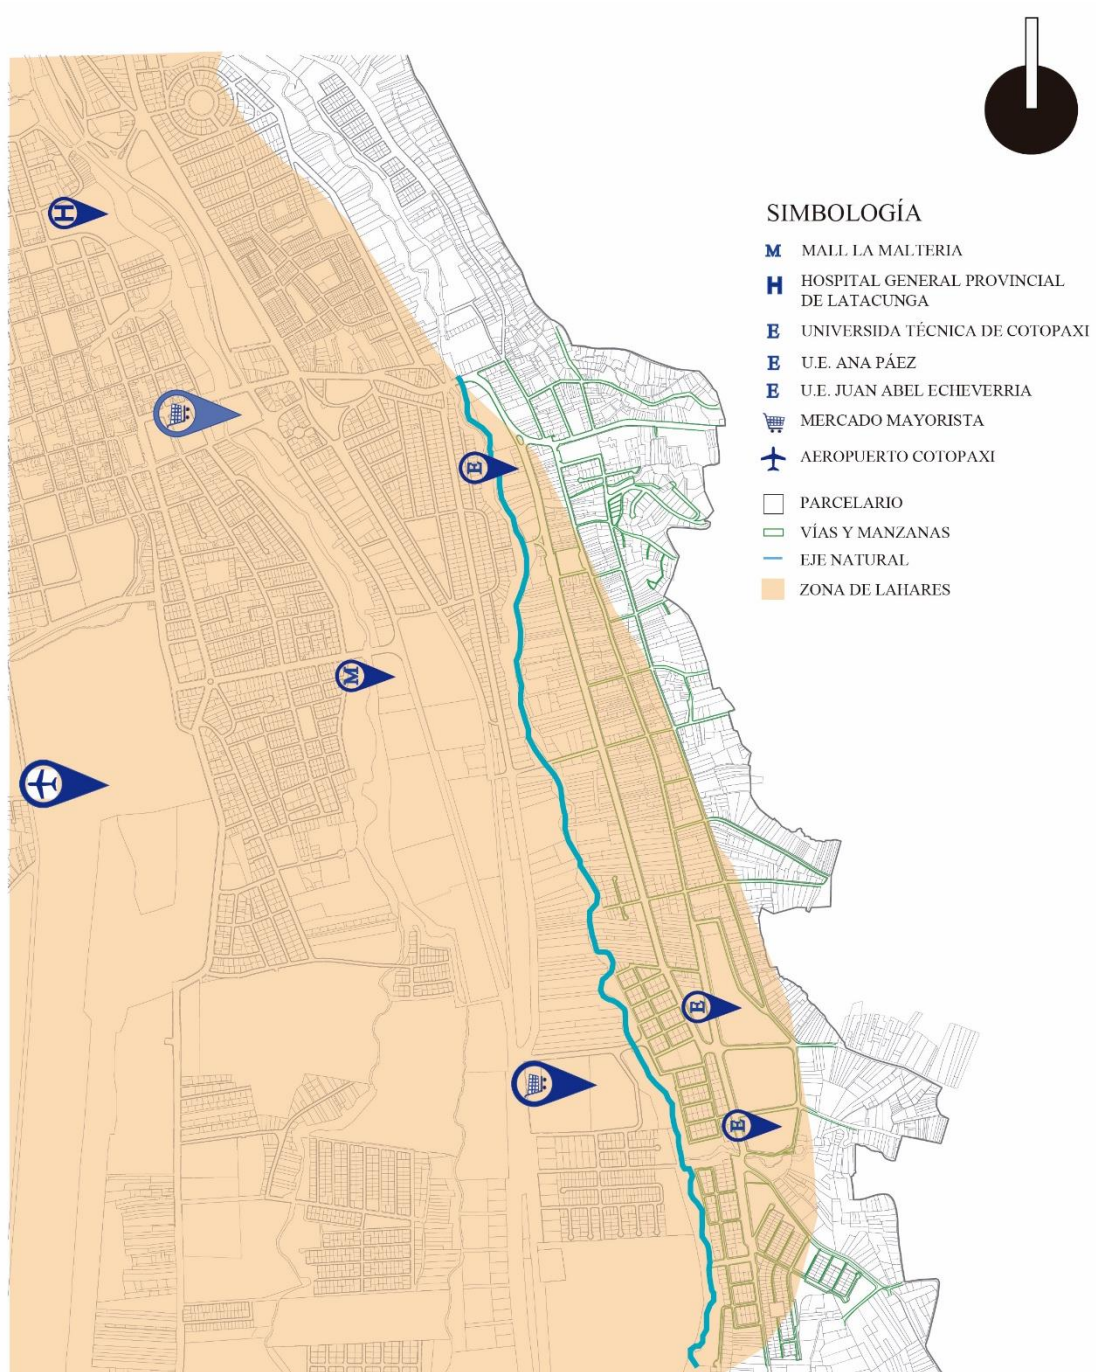 SIMBOLOGÍA
M MALL LA MALTERIA
H HOSPITAL GENERAL PROVINCIAL
DE LATACUNGA
E UNIVERSIDA TÉCNICA DE COTOPAXI
E U.E. ANA PÁEZ
E U.E. JUAN ABEL ECHEVERRIA
MERCADO MAYORISTA
AEROPUERTO COTOPAXI
PARCELARIO
VÍAS Y MANZANAS
EJE NATURAL
ZONA DE LAHARES
H
E
M
E
E